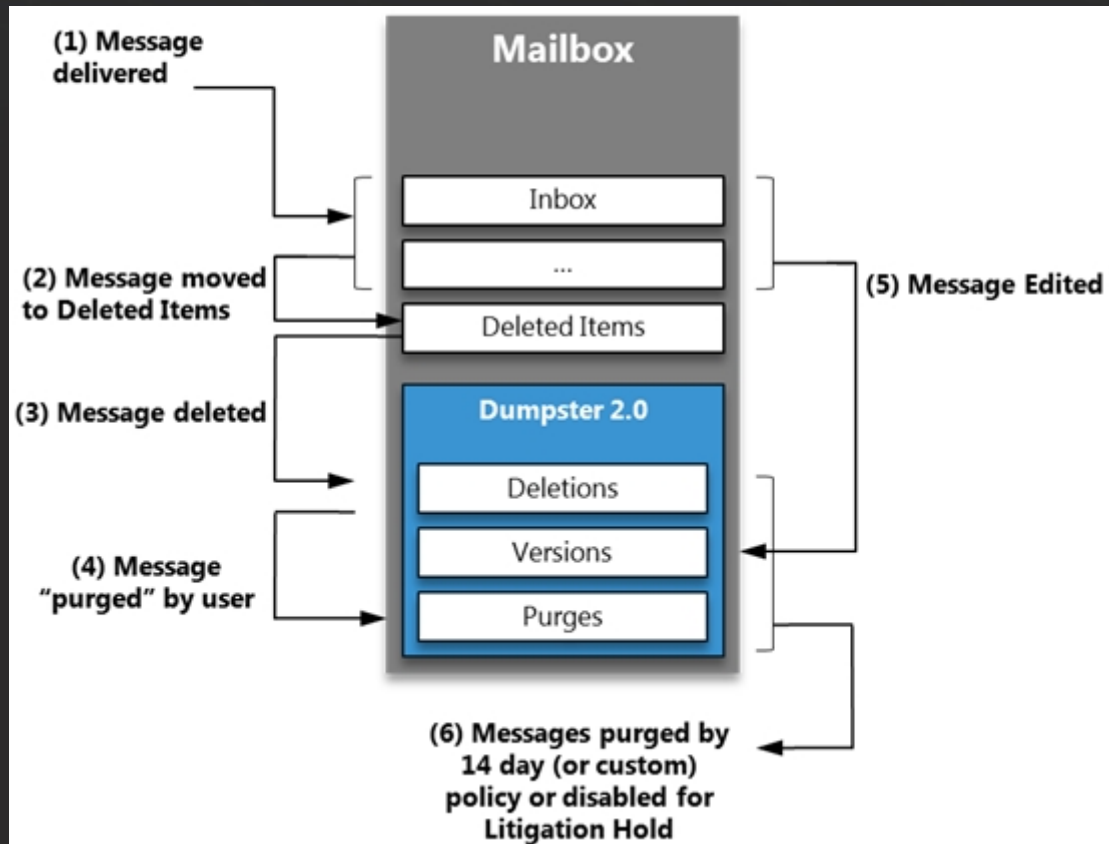 (1) Message
delivered
Mailbox
Inbox
...
(2) Message moved
to Deleted Items
Deleted Items
(5) Message Edited
(3) Message deleted
Dumpster 2.0
Deletions
Versions
(4) Message
“purged” by user
Purges
(6) Messages purged by
14 day (or custom)
policy or disabled for
Litigation Hold